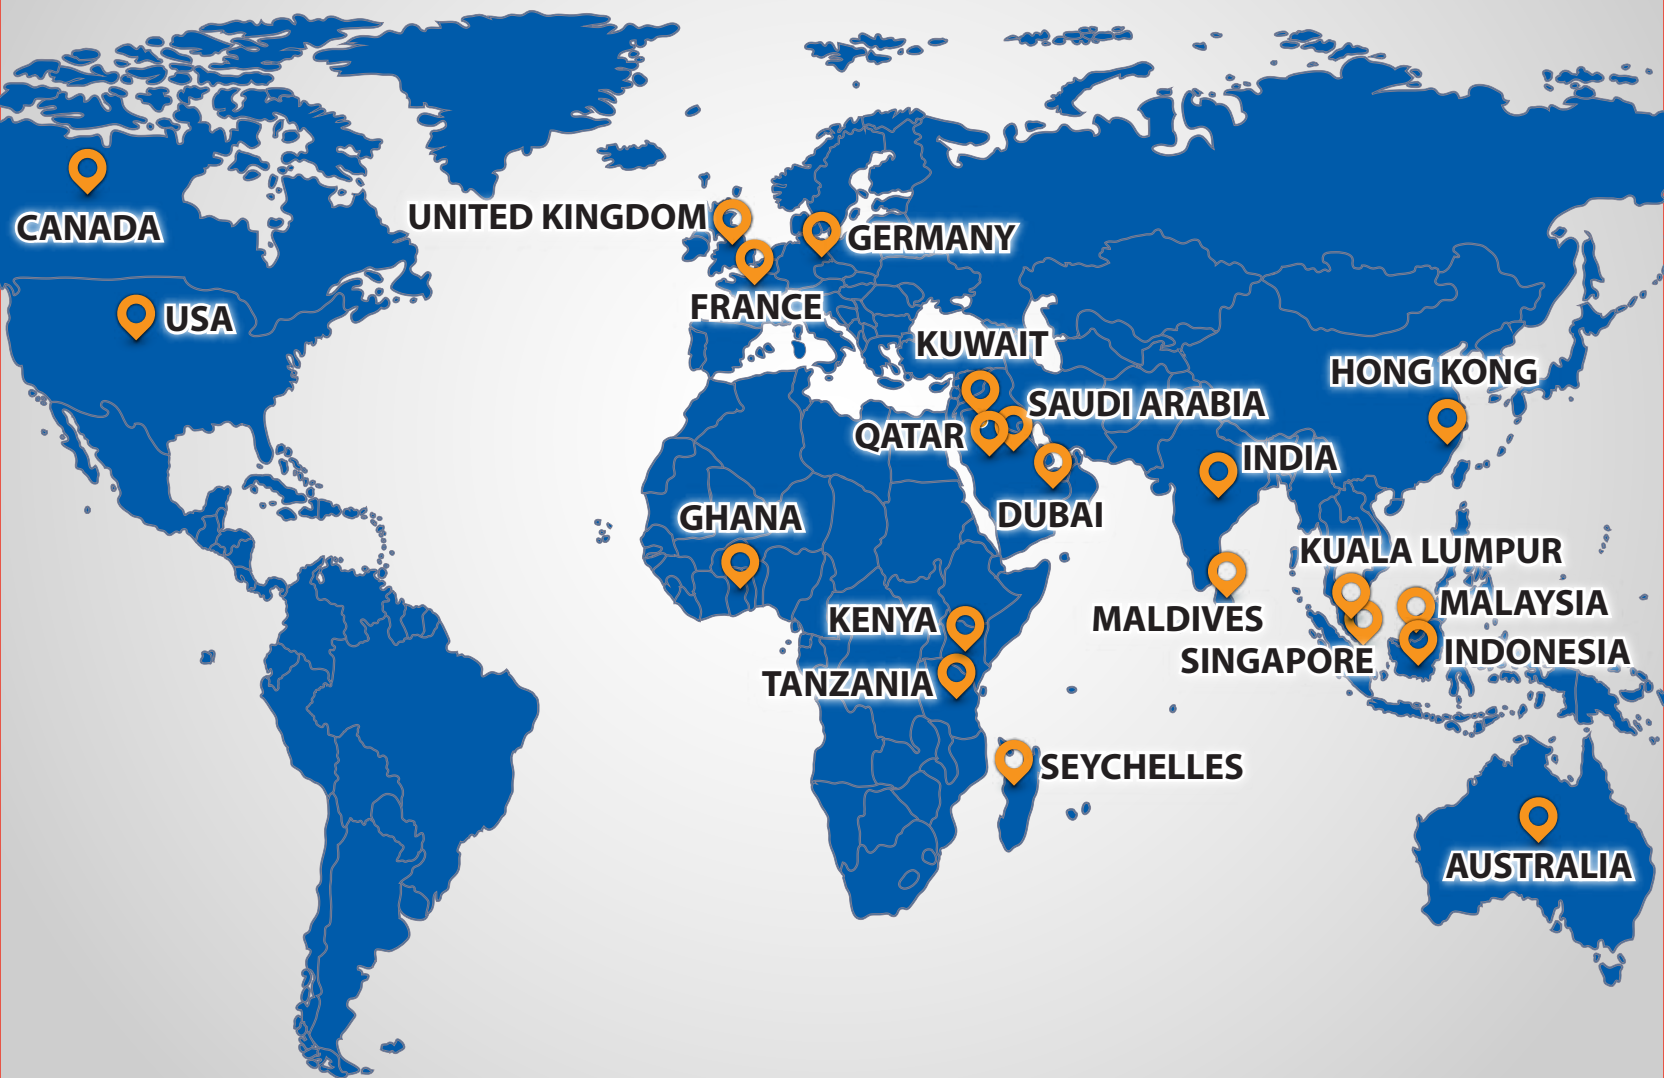 CANADA
UNITED KINGDOM
GERMANY
FRANCE
USA
KUWAIT
HONG KONG
SAUDI ARABIA
QATAR
INDIA
GHANA
DUBAI
KUALA LUMPUR
MALAYSIA
KENYA
MALDIVES
INDONESIA
SINGAPORE
TANZANIA
SEYCHELLES
AUSTRALIA